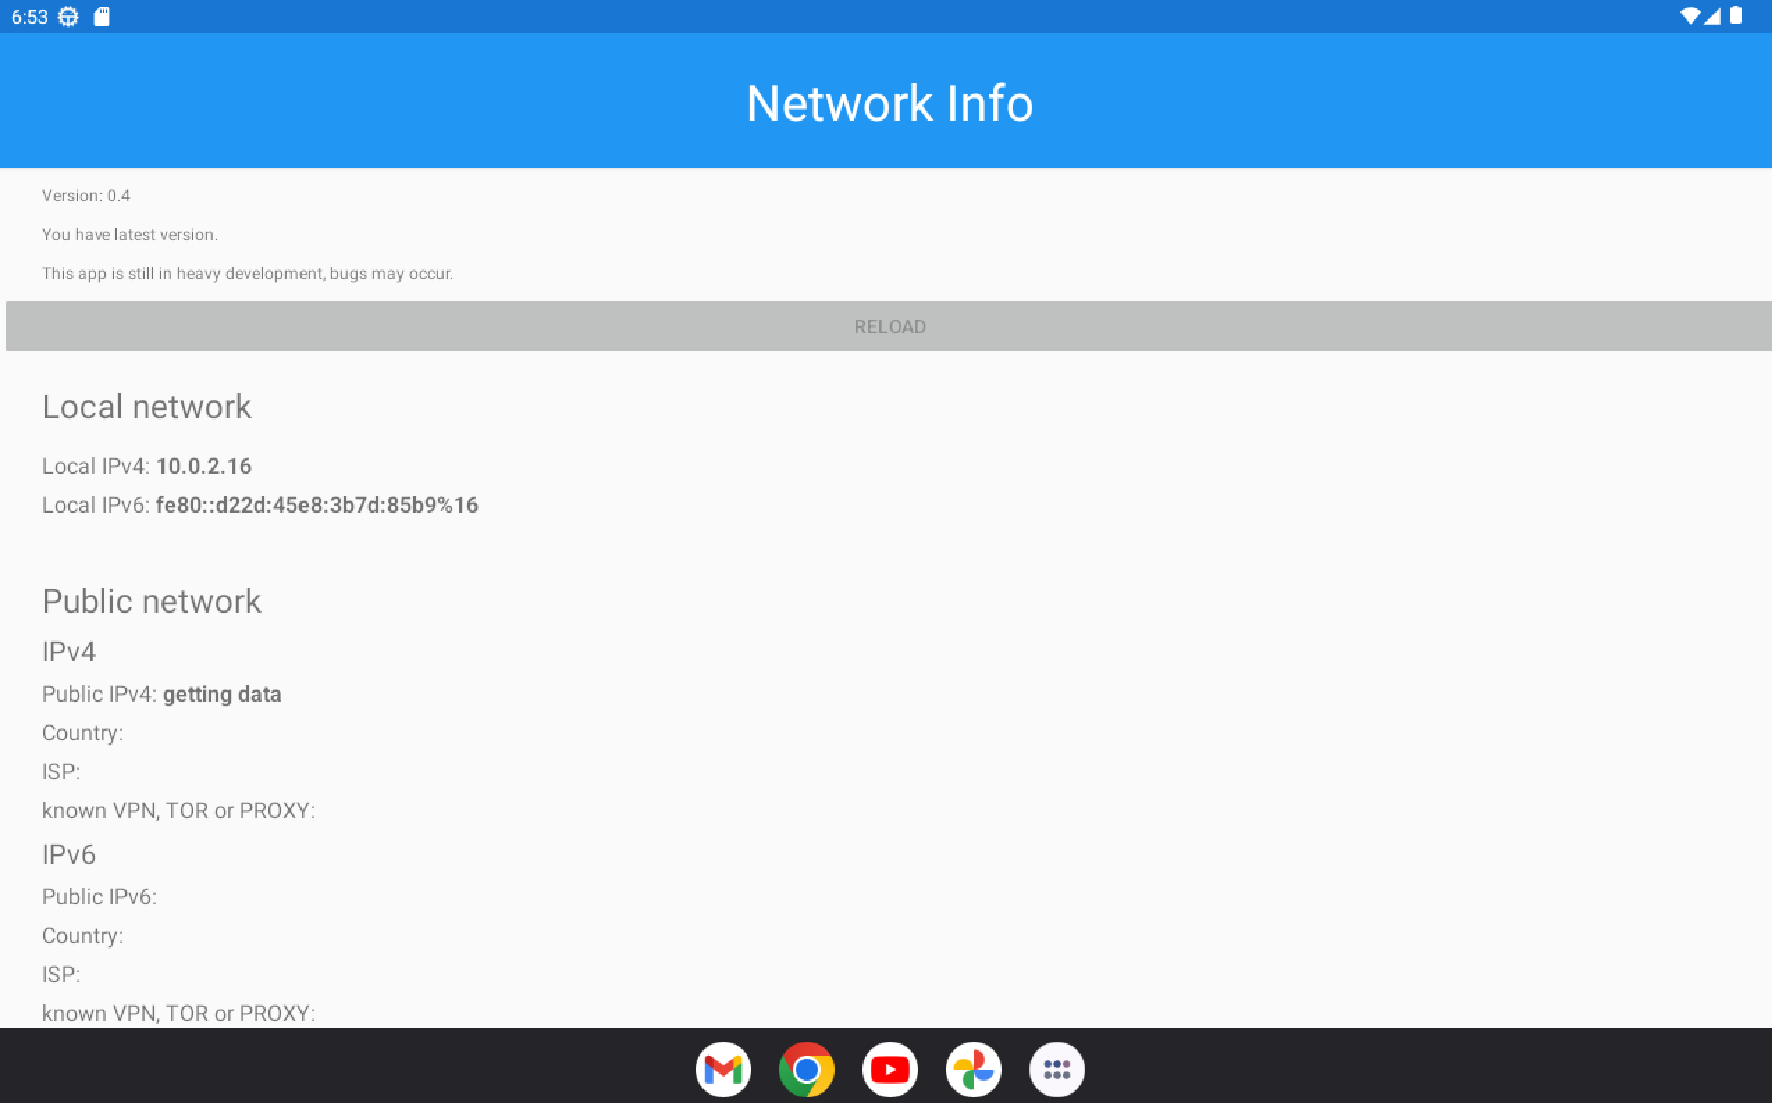 6:53
Network Info
Version: 0.4
You have latest version.
This app is still in heavy development, bugs may occur.
RELOAD
Local network
Local IPv4: 10.0.2.16
Local IPv6: fe80::d22d:45e8:3b7d:85b9%16
Public network
IPv4
Public IPv4: getting data
Country:
ISP:
known VPN, TOR or PROXY:
IPv6
Public IPv6:
Country:
ISP:
known VPN, TOR or PROXY: